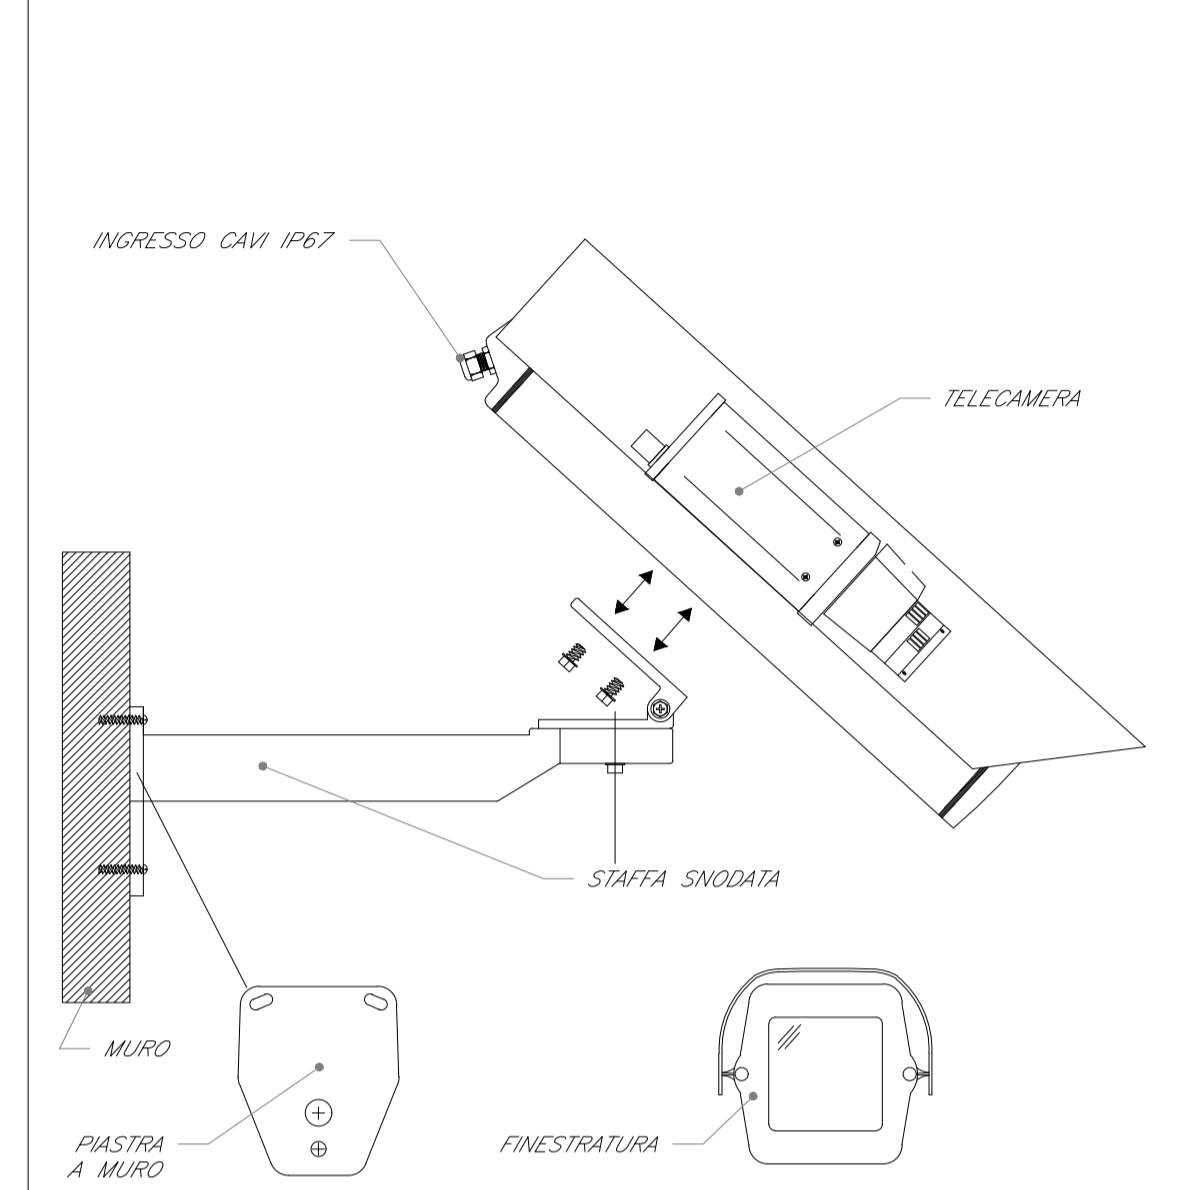 INGRESSO CAVI IP67
TELECAMERA
STAFFA SNODATA
MURO
PIASTRA
A MURO
FINESTRATURA